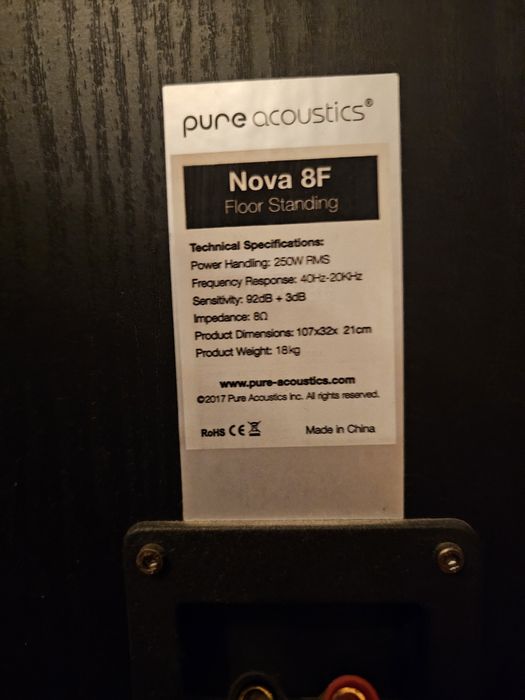 pure acoustics®
Nova 8F
Floor Standing
Technical Specifications:
Power Handling: 250W RMS
Frequency Response: 40Hz-20KHz
Sensitivity: 92dB + 3dB
Impedance: 8Ω
Product Dimensions: 107x32x 21cm
Product Weight: 18kg
www.pure-acoustics.com
©2017 Pure Acoustics Inc. All rights reserved.
RoHS CE Made in China